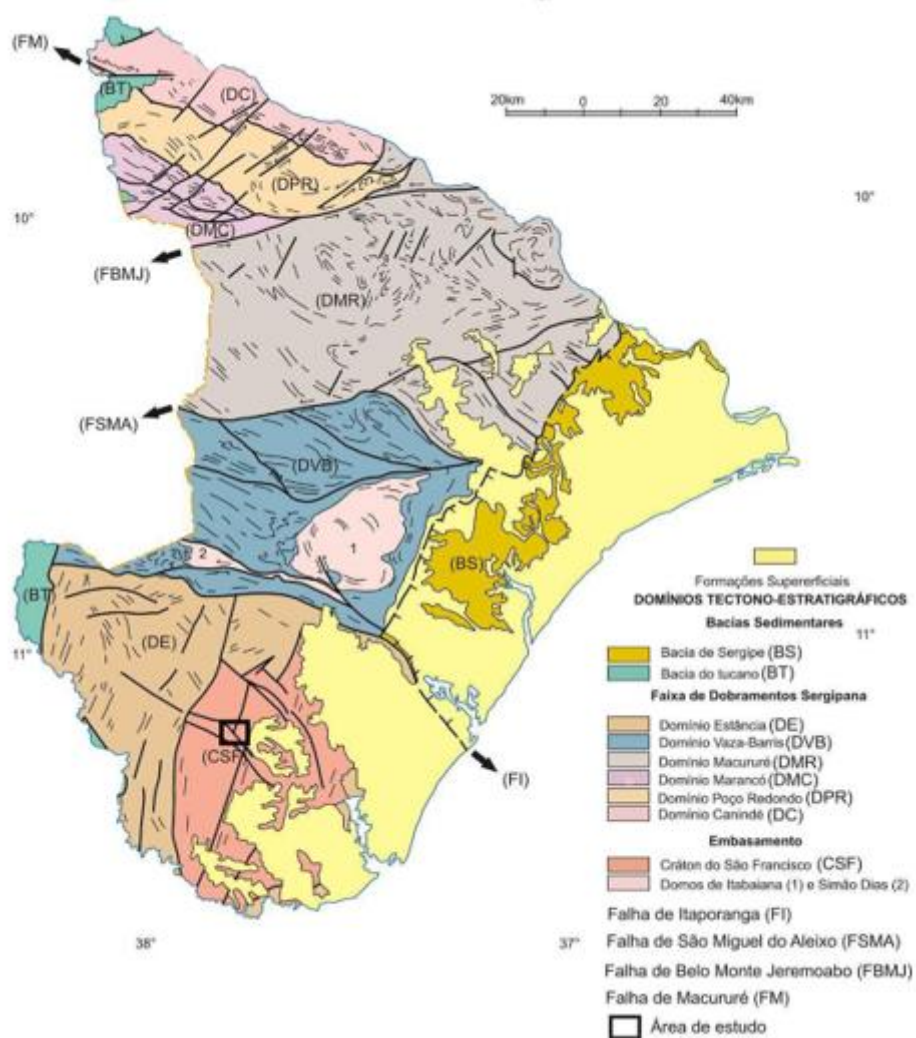 (FM)
(BT)
(DC)
20km 0 20 40km
(DPR)
10°
10°
(DMC)
(FBMJ)
(DMR)
(FSMA)
(DVB)
1
2
(BS)
(BT
(DE)
11°
(CSF)
(FI)
38°
37°
Formações Supererficiais
DOMÍNIOS TECTONO-ESTRATIGRÁFICOS
Bacias Sedimentares
11°
Bacia de Sergipe (BS)
Bacia do tucano (BT)
Faixa de Dobramentos Sergipana
Domínio Estância (DE)
Domínio Vaza-Barris (DVB)
Domínio Macururé (DMR)
Domínio Marancó (DMC)
Domínio Poço Redondo (DPR)
Domínio Canindé (DC)
Embasamento
Cráton do São Francisco (CSF)
Domos de Itabaiana (1) e Simão Dias (2)
Falha de Itaporanga (FI)
Falha de São Miguel do Aleixo (FSMA)
Falha de Belo Monte Jeremoabo (FBMJ)
Falha de Macururé (FM)
Área de estudo